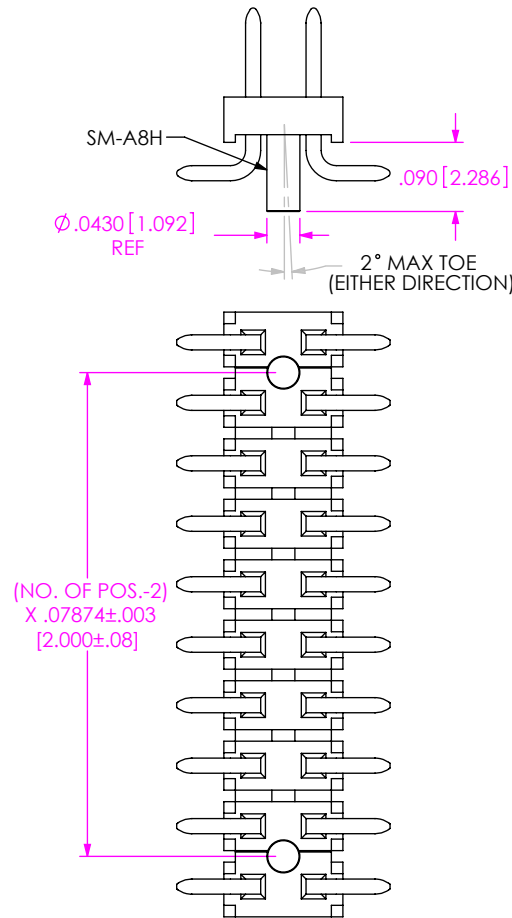 SM-A8H
.090 [2.286]
Ø.0430 [1.092]
REF
2° MAX TOE
(EITHER DIRECTION)
(NO. OF POS.-2)
X .07874±.003
[2.000±.08]